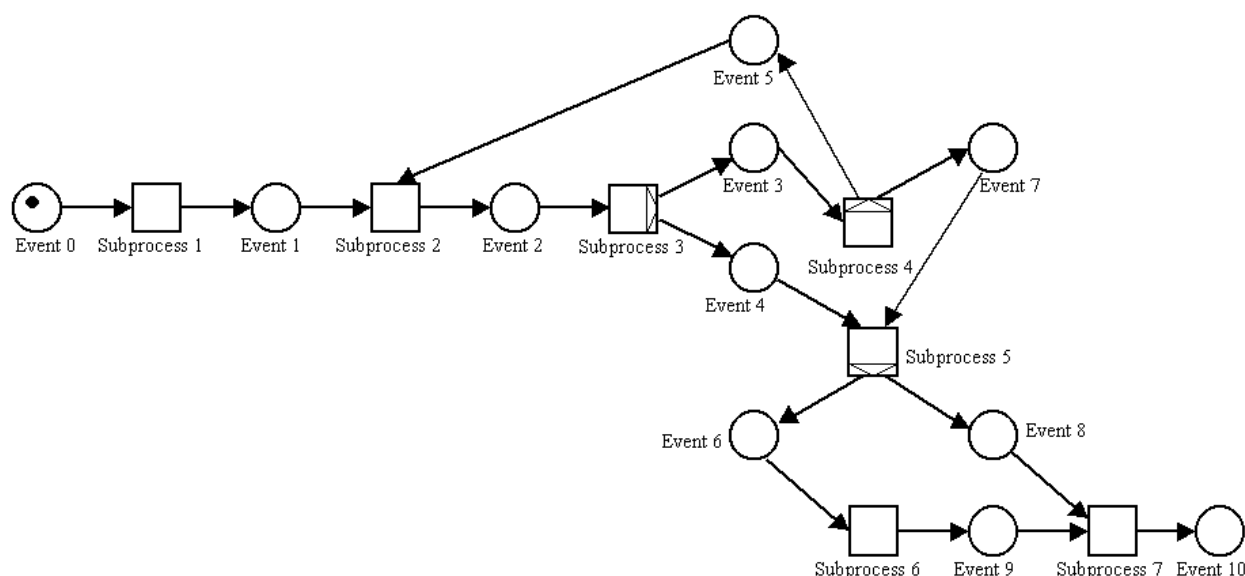 Event 5
Event 3
Event 7
Event 0
Subprocess 1
Event 1
Subprocess 2
Event 2
Subprocess 3
Subprocess 4
Event 4
Subprocess 5
Event 6
Event 8
Subprocess 6
Event 9
Subprocess 7
Event 10